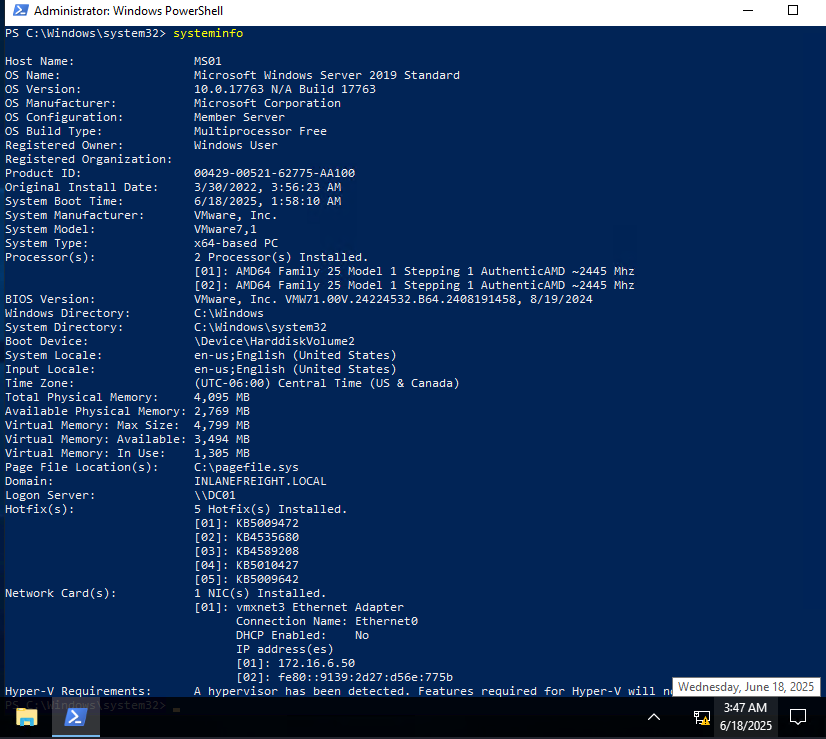 Administrator: Windows PowerShell
PS C:\Windows\system32> systeminfo
Host Name: MS01
OS Name: Microsoft Windows Server 2019 Standard
OS Version: 10.0.17763 N/A Build 17763
OS Manufacturer: Microsoft Corporation
OS Configuration: Member Server
OS Build Type: Multiprocessor Free
Registered Owner: Windows User
Registered Organization:
Product ID: 00429-00521-62775-AA100
Original Install Date: 3/30/2022, 3:56:23 AM
System Boot Time: 6/18/2025, 1:58:10 AM
System Manufacturer: VMware, Inc.
System Model: VMware7,1
System Type: x64-based PC
Processor(s): 2 Processor(s) Installed.
[01]: AMD64 Family 25 Model 1 Stepping 1 AuthenticAMD ~2445 Mhz
[02]: AMD64 Family 25 Model 1 Stepping 1 AuthenticAMD ~2445 Mhz
BIOS Version: VMware, Inc. VMW71.00V.24224532.B64.2408191458, 8/19/2024
Windows Directory: C:\Windows
System Directory: C:\Windows\system32
Boot Device: \Device\HarddiskVolume2
System Locale: en-us;English (United States)
Input Locale: en-us;English (United States)
Time Zone: (UTC-06:00) Central Time (US & Canada)
Total Physical Memory: 4,095 MB
Available Physical Memory: 2,769 MB
Virtual Memory: Max Size: 4,799 MB
Virtual Memory: Available: 3,494 MB
Virtual Memory: In Use: 1,305 MB
Page File Location(s): C:\pagefile.sys
Domain: INLANEFREIGHT.LOCAL
Logon Server: \\DC01
Hotfix(s): 5 Hotfix(s) Installed.
[01]: KB5009472
[02]: KB4535680
[03]: KB4589208
[04]: KB5010427
[05]: KB5009642
Network Card(s): 1 NIC(s) Installed.
[01]: vmxnet3 Ethernet Adapter
Connection Name: Ethernet0
DHCP Enabled: No
IP address(es)
[01]: 172.16.6.50
[02]: fe80::9139:2d27:d56e:775b
Hyper-V Requirements: A hypervisor has been detected. Features required for Hyper-V will
Wednesday, June 18, 2025
PS C:\Windows\system32>
3:47 AM
6/18/2025